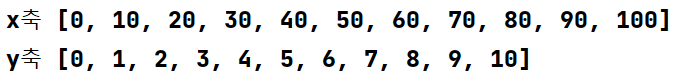 x축 [0, 10, 20, 30, 40, 50, 60, 70, 80, 90, 100]
y축 [0, 1, 2, 3, 4, 5, 6, 7, 8, 9, 10]